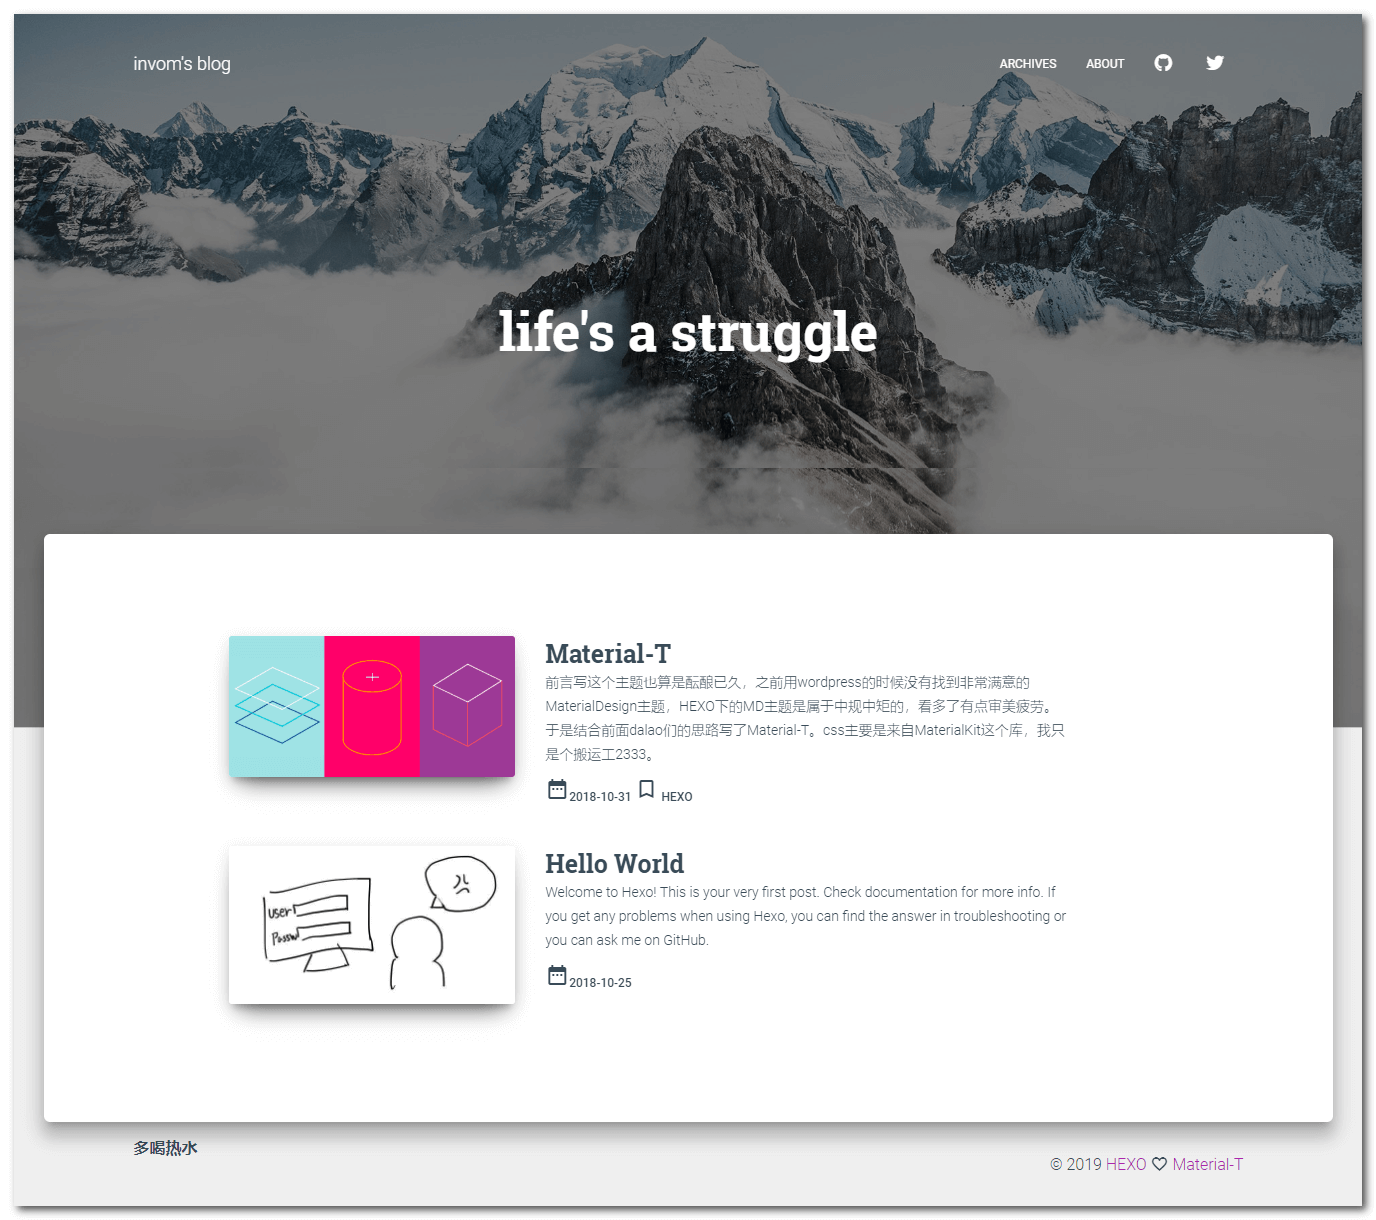 invom's blog
ARCHIVES ABOUT
life's a struggle
Material-T
前言写这个主题也算是酝酿已久，之前用wordpress的时候没有找到非常满意的
MaterialDesign主题，HEXO下的MD主题是属于中规中矩的，看多了有点审美疲劳。
于是结合前面dalao们的思路写了Material-T。css主要是来自MaterialKit这个库，我只
是个搬运工2333。
2018-10-31 HEXO
User
Passwd
Hello World
Welcome to Hexo! This is your very first post. Check documentation for more info. If
you get any problems when using Hexo, you can find the answer in troubleshooting or
you can ask me on GitHub.
2018-10-25
多喝热水
© 2019 HEXO ♡ Material-T